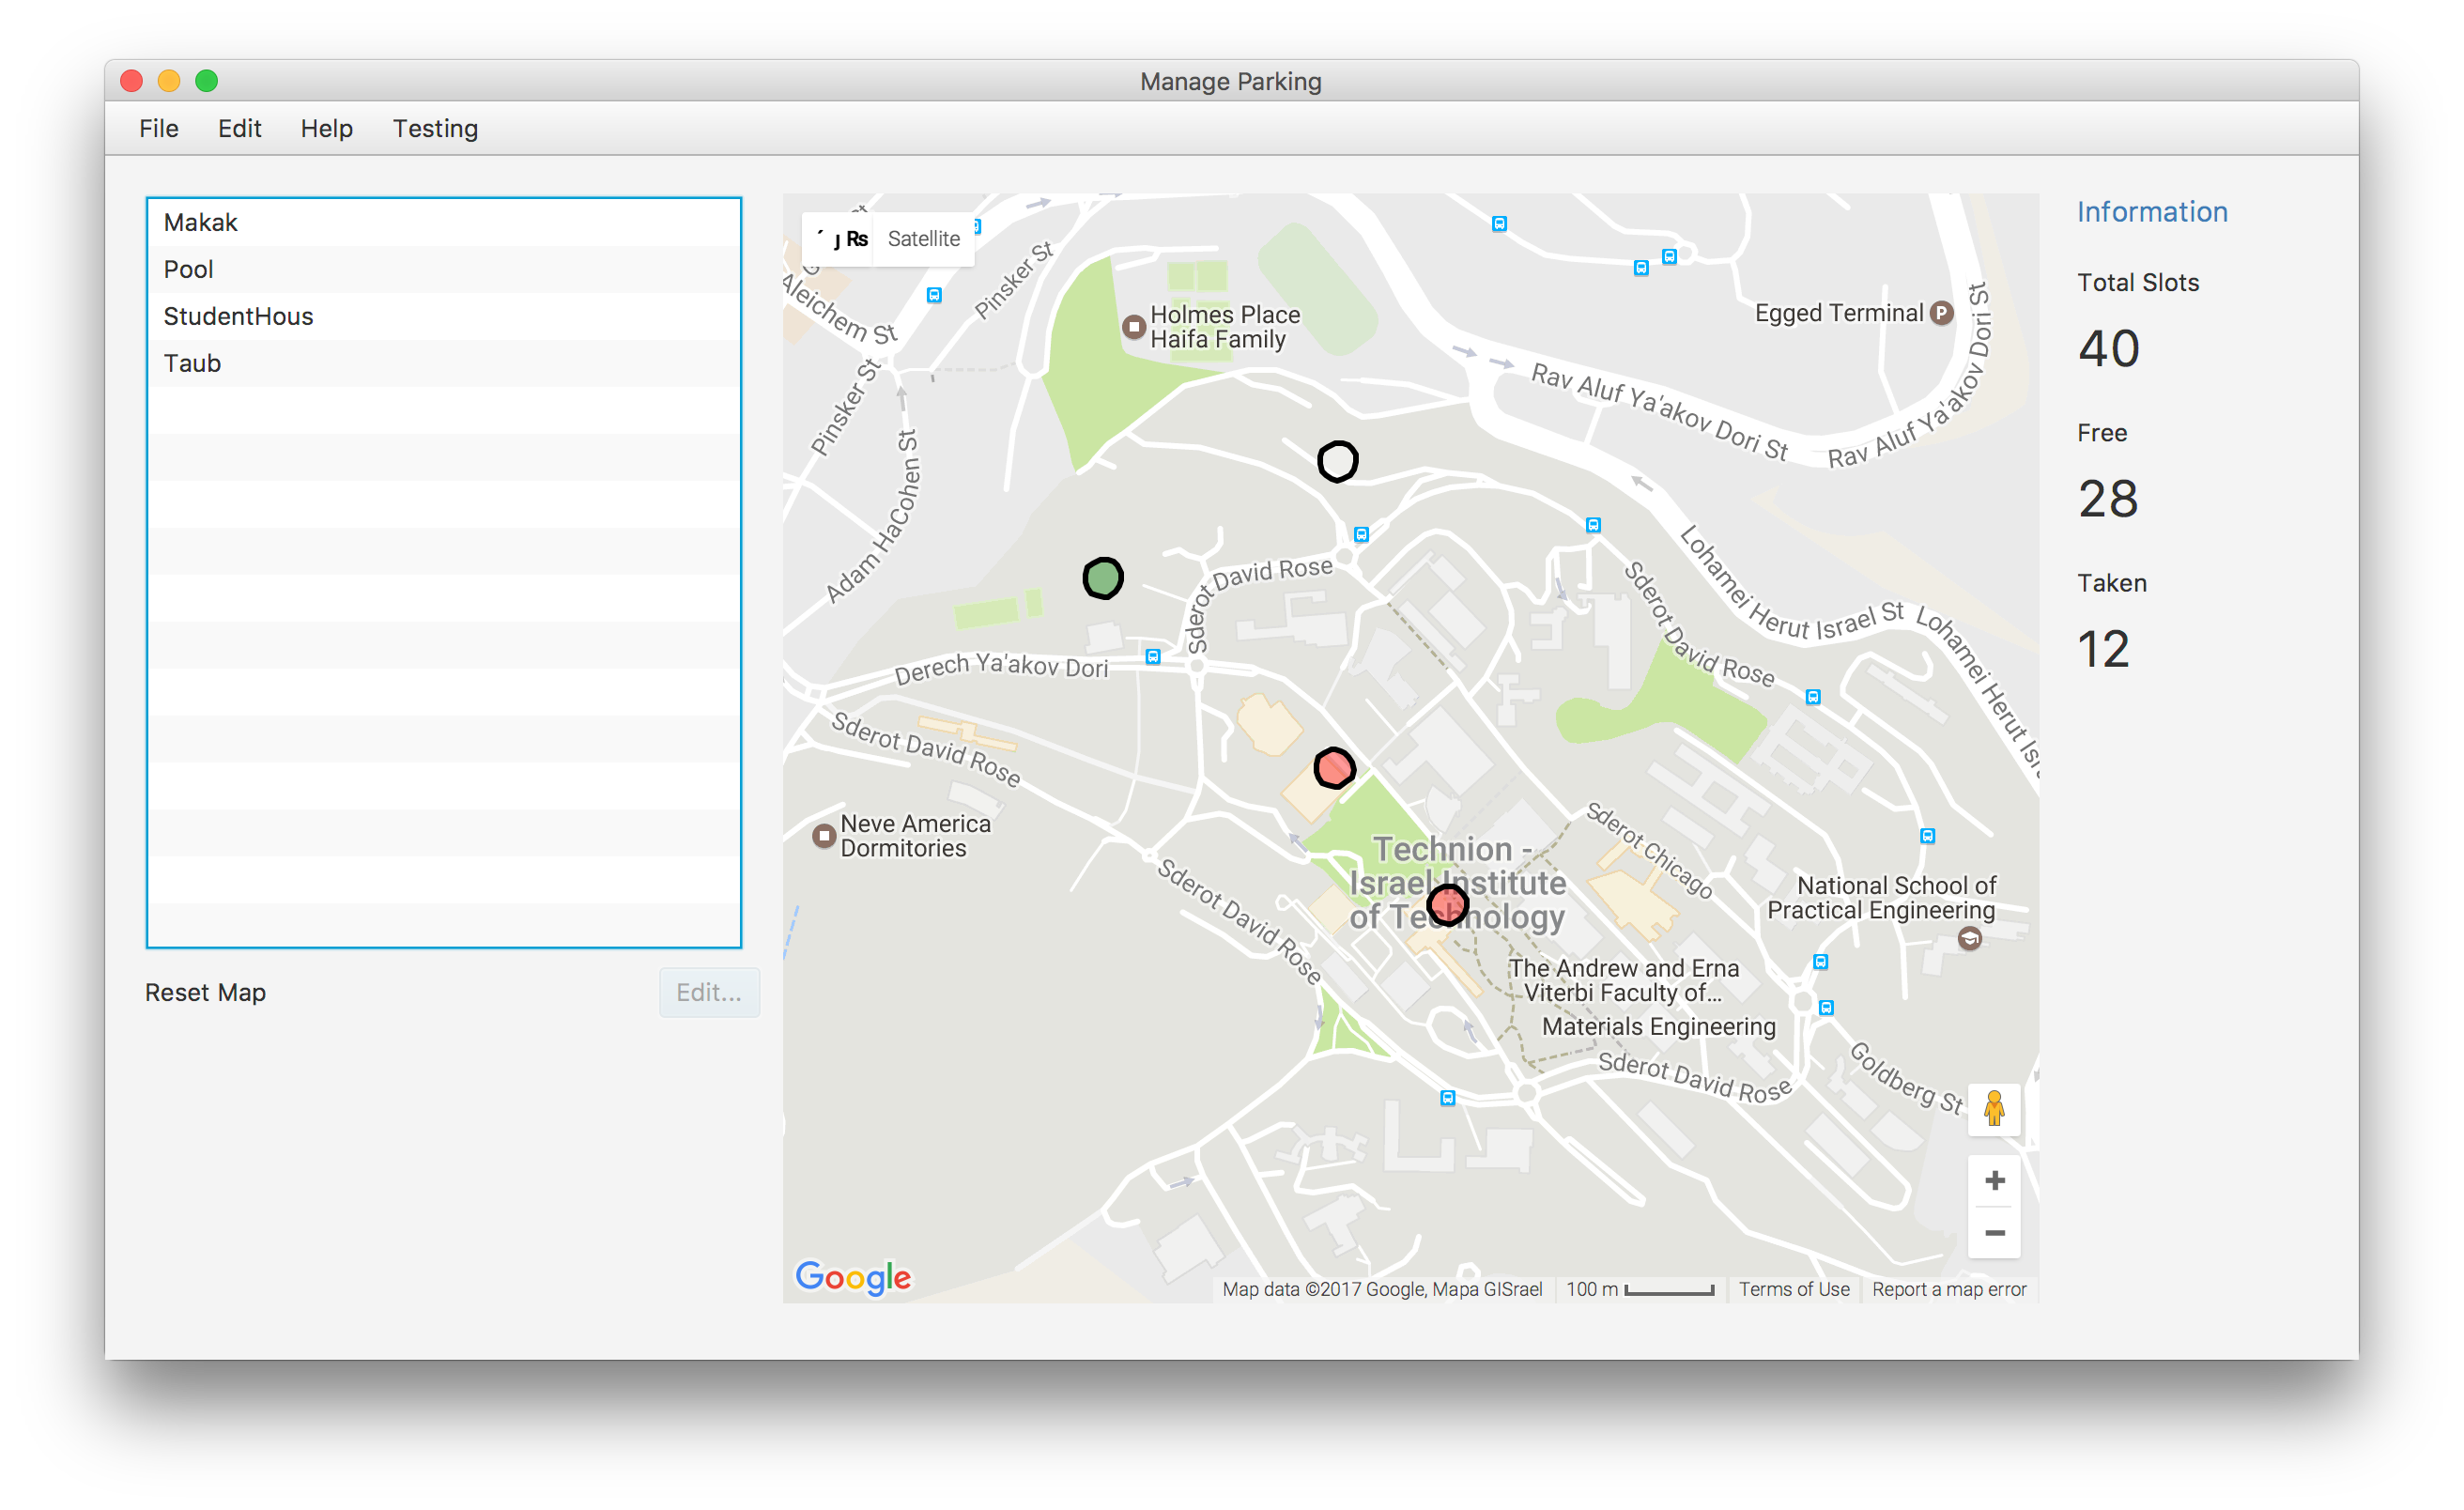 Manage Parking
File Edit Help Testing
Makak
Pool
StudentHous
Taub
Reset Map
Edit...
Satellite
Pinsker St
Aleichem St
Pinsker St
Adam HaCohen St
Holmes Place
Haifa Family
Egged Terminal
Rav Aluf Ya'akov Dori St
Rav Aluf Ya'akov Dori St
Sderot David Rose
Sderot David Rose
Lohamei Herut Israel St
Lohamei Herut Isr
Derech Ya'akov Dori
Sderot David Rose
Neve America
Dormitories
Sderot David Rose
Technion -
Israel Institute
of Technology
Sderot Chicago
National School of
Practical Engineering
The Andrew and Erna
Viterbi Faculty of...
Materials Engineering
Sderot David Rose
Goldberg St
Google
Map data ©2017 Google, Mapa GISrael
100 m
Terms of Use
Report a map error
Information
Total Slots
40
Free
28
Taken
12